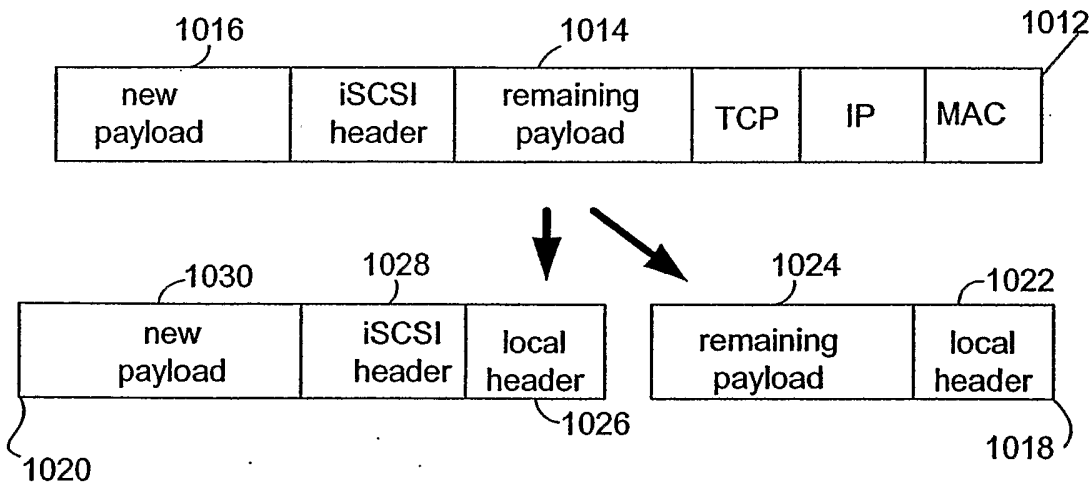 1016
1014
1012
new payload
iSCSI header
remaining payload
TCP
IP
MAC
1030
1028
1024
1022
new payload
iSCSI header
local header
remaining payload
local header
1026
1018
1020